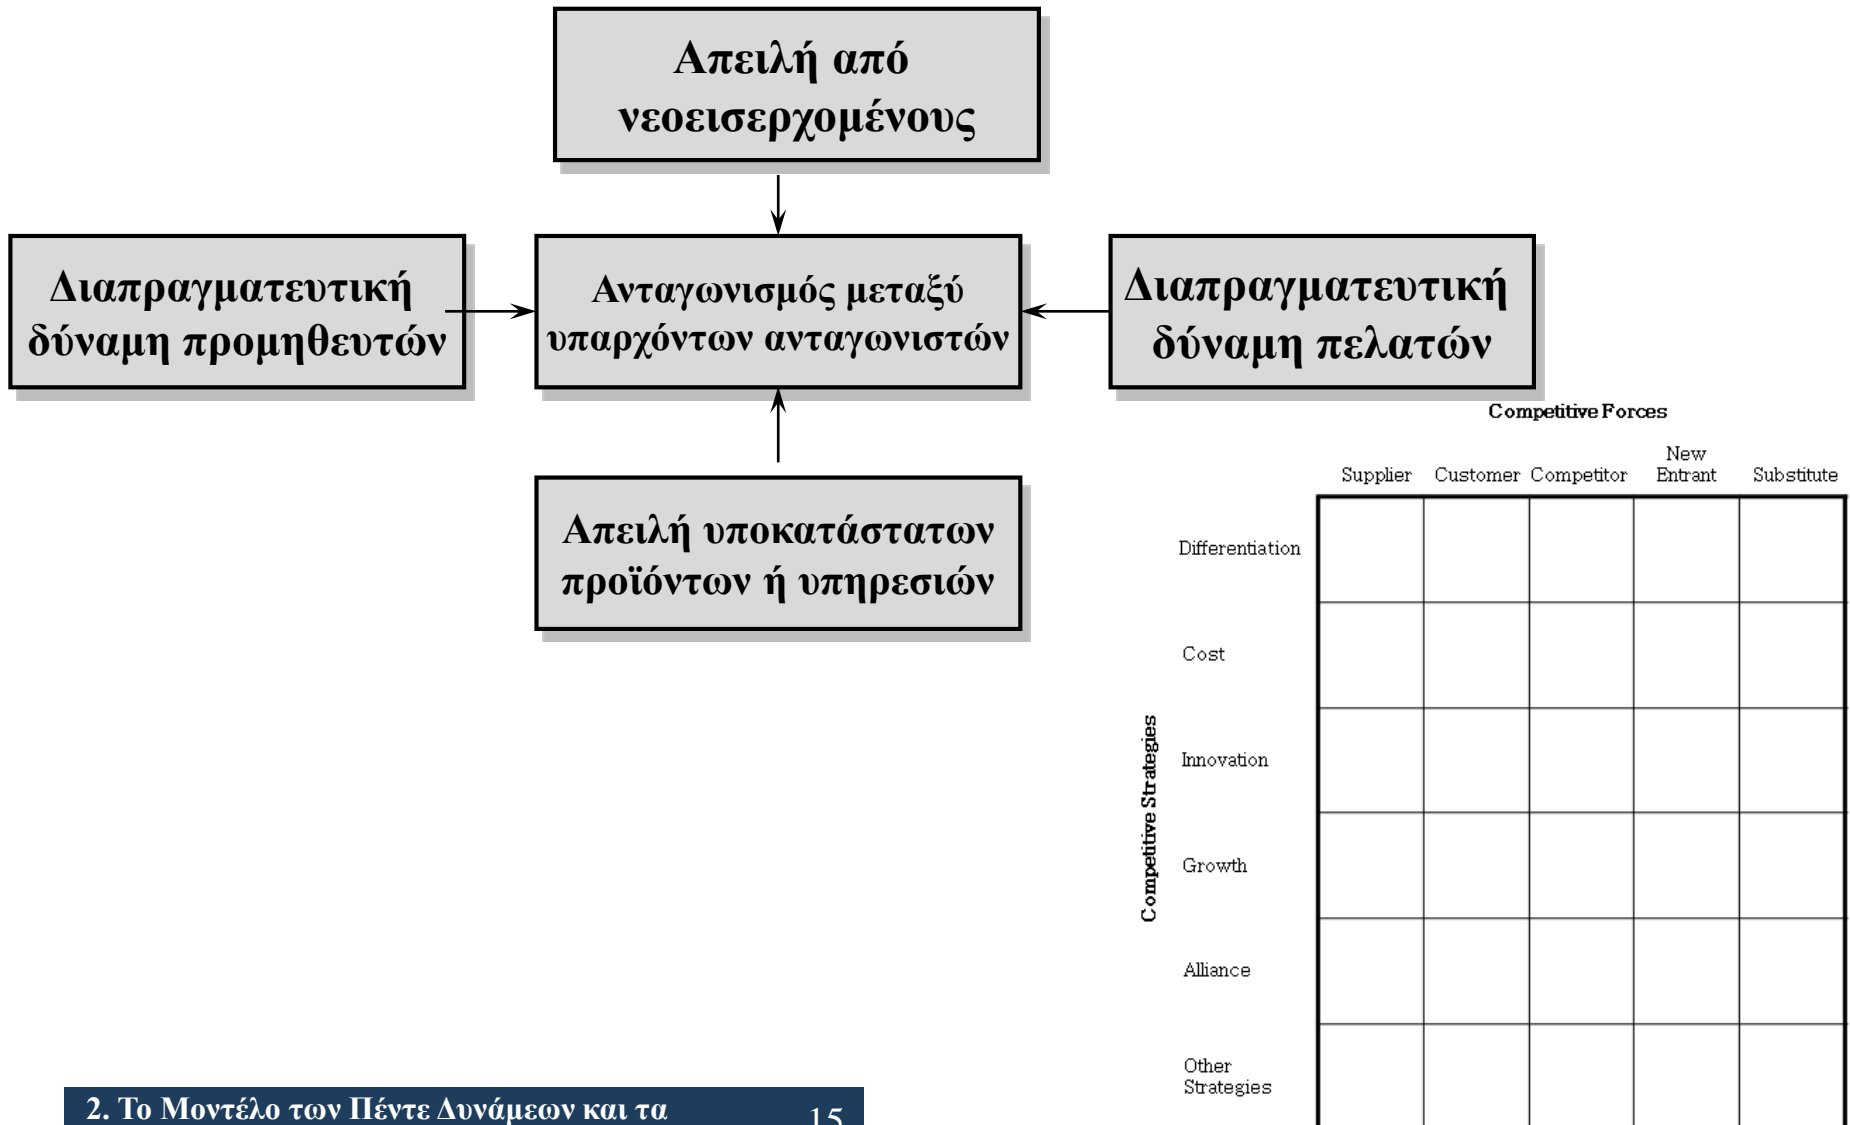 Απειλή από
νεοεισερχομένους
Διαπραγματευτική
δύναμη προμηθευτών
Ανταγωνισμός μεταξύ
υπαρχόντων ανταγωνιστών
Διαπραγματευτική
δύναμη πελατών
Απειλή υποκατάστατων
προϊόντων ή υπηρεσιών
Competitive Forces
Supplier Customer Competitor New Entrant Substitute
Competitive Strategies
Differentiation
Cost
Innovation
Growth
Alliance
Other
Strategies
2. Το Μοντέλο των Πέντε Δυνάμεων και τα
15